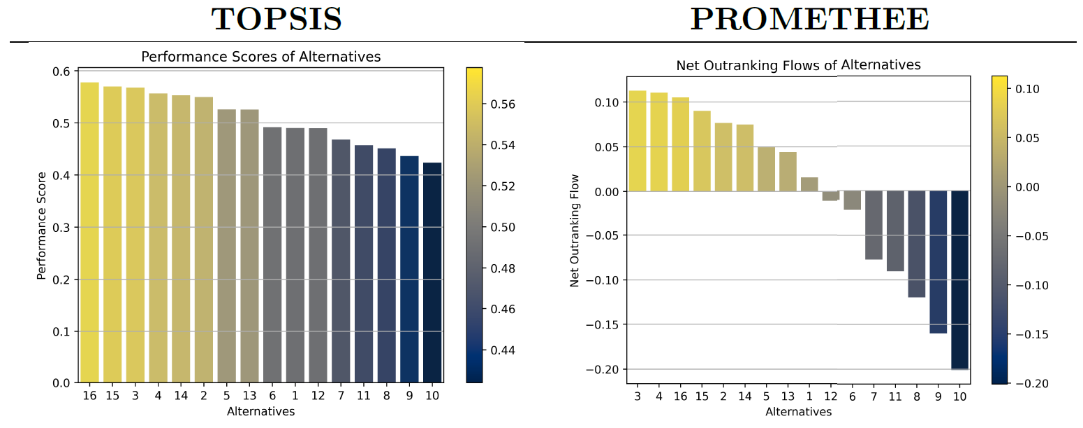 TOPSIS
PROMETHEE
Performance Scores of Alternatives
0.6
0.5
0.4
0.3
0.2
0.1
0.0
Performance Score
16 15 3 4 14 2 5 13 6 1 12 7 11 8 9 10
Alternatives
0.56
0.54
0.52
0.50
0.48
0.46
0.44
Net Outranking Flows of Alternatives
0.10
0.05
0.00
−0.05
−0.10
−0.15
−0.20
Net Outranking Flow
3 4 16 15 2 14 5 13 1 12 6 7 11 8 9 10
Alternatives
0.10
0.05
0.00
−0.05
−0.10
−0.15
−0.20